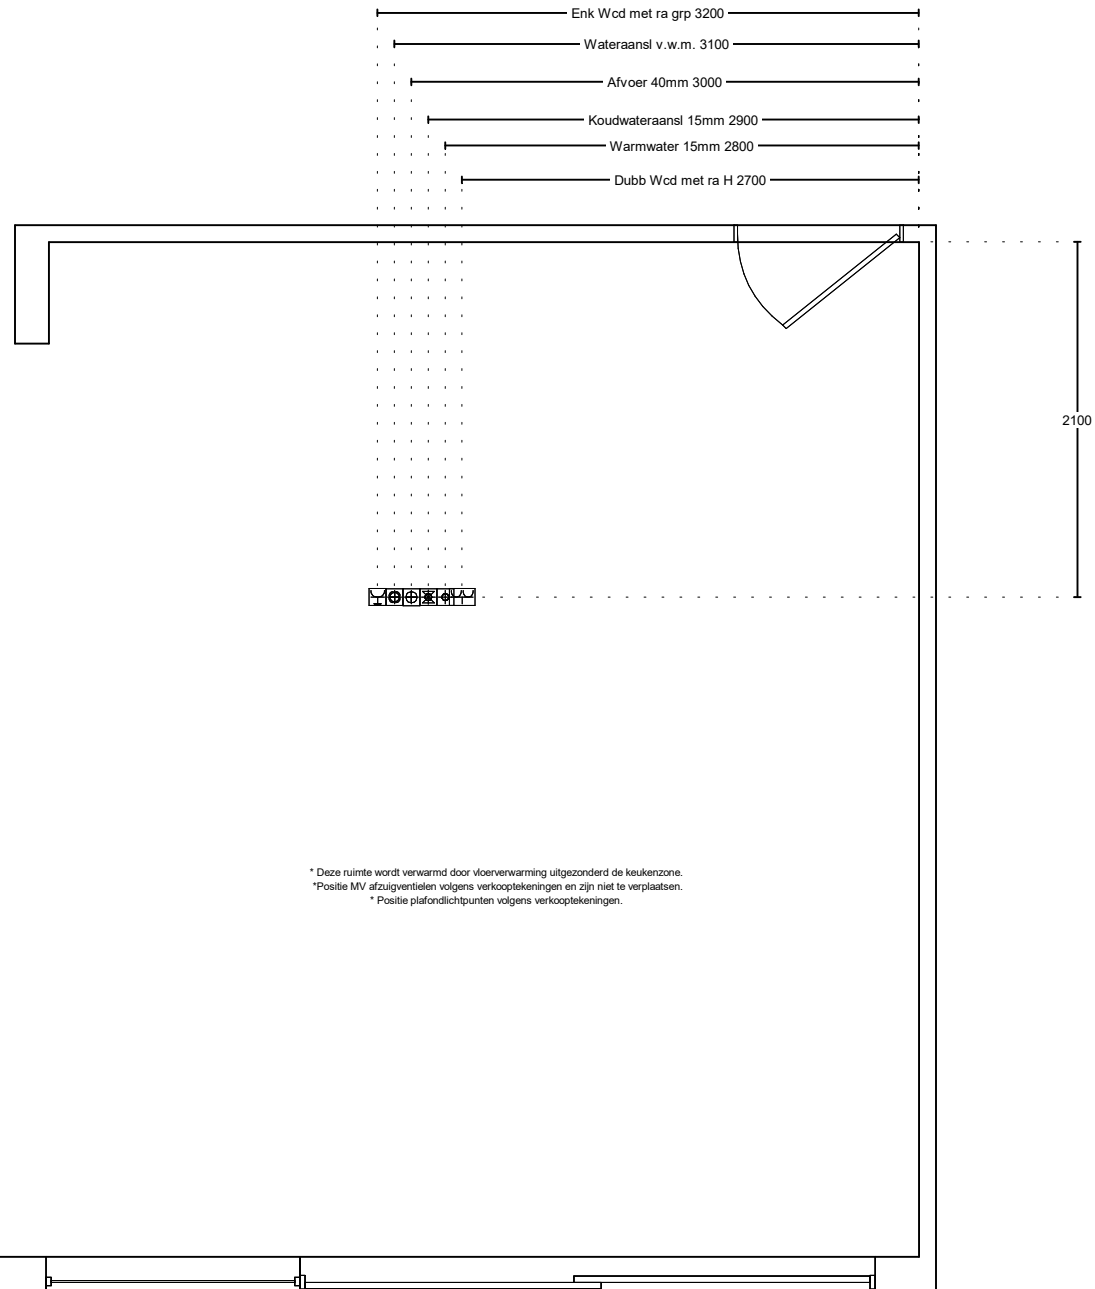 Enk Wcd met ra grp 3200
Wateraansl v.w.m. 3100
Afvoer 40mm 3000
Koudwateraansl 15mm 2900
Warmwater 15mm 2800
Dubb Wcd met ra H 2700
2100
* Deze ruimte wordt verwarmd door vloerverwarming uitgezonderd de keukenzone.
*Positie MV afzuigventielen volgens verkooptekeningen en zijn niet te verplaatsen.
* Positie plafondlichtpunten volgens verkooptekeningen.